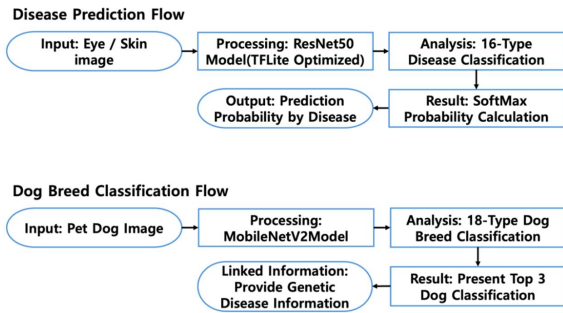 Disease Prediction Flow
Input: Eye / Skin
image
Processing: ResNet50
Model(TFLite Optimized)
Analysis: 16-Type
Disease Classification
Output: Prediction
Probability by Disease
Result: SoftMax
Probability Calculation
Dog Breed Classification Flow
Input: Pet Dog Image
Processing:
MobileNetV2Model
Analysis: 18-Type Dog
Breed Classification
Linked Information:
Provide Genetic
Disease Information
Result: Present Top 3
Dog Classification